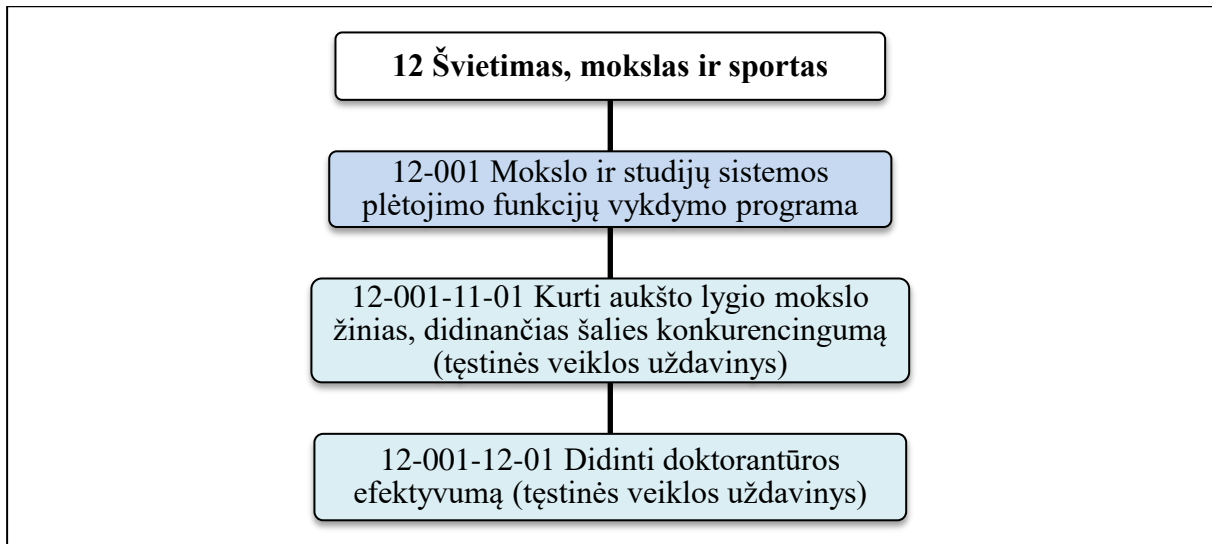 12 Švietimas, mokslas ir sportas
12-001 Mokslo ir studijų sistemos
plėtojimo funkcijų vykdymo programa
12-001-11-01 Kurti aukšto lygio mokslo
žinias, didinančias šalies konkurencingumą
(tęstinės veiklos uždavinys)
12-001-12-01 Didinti doktorantūros
efektyvumą (tęstinės veiklos uždavinys)